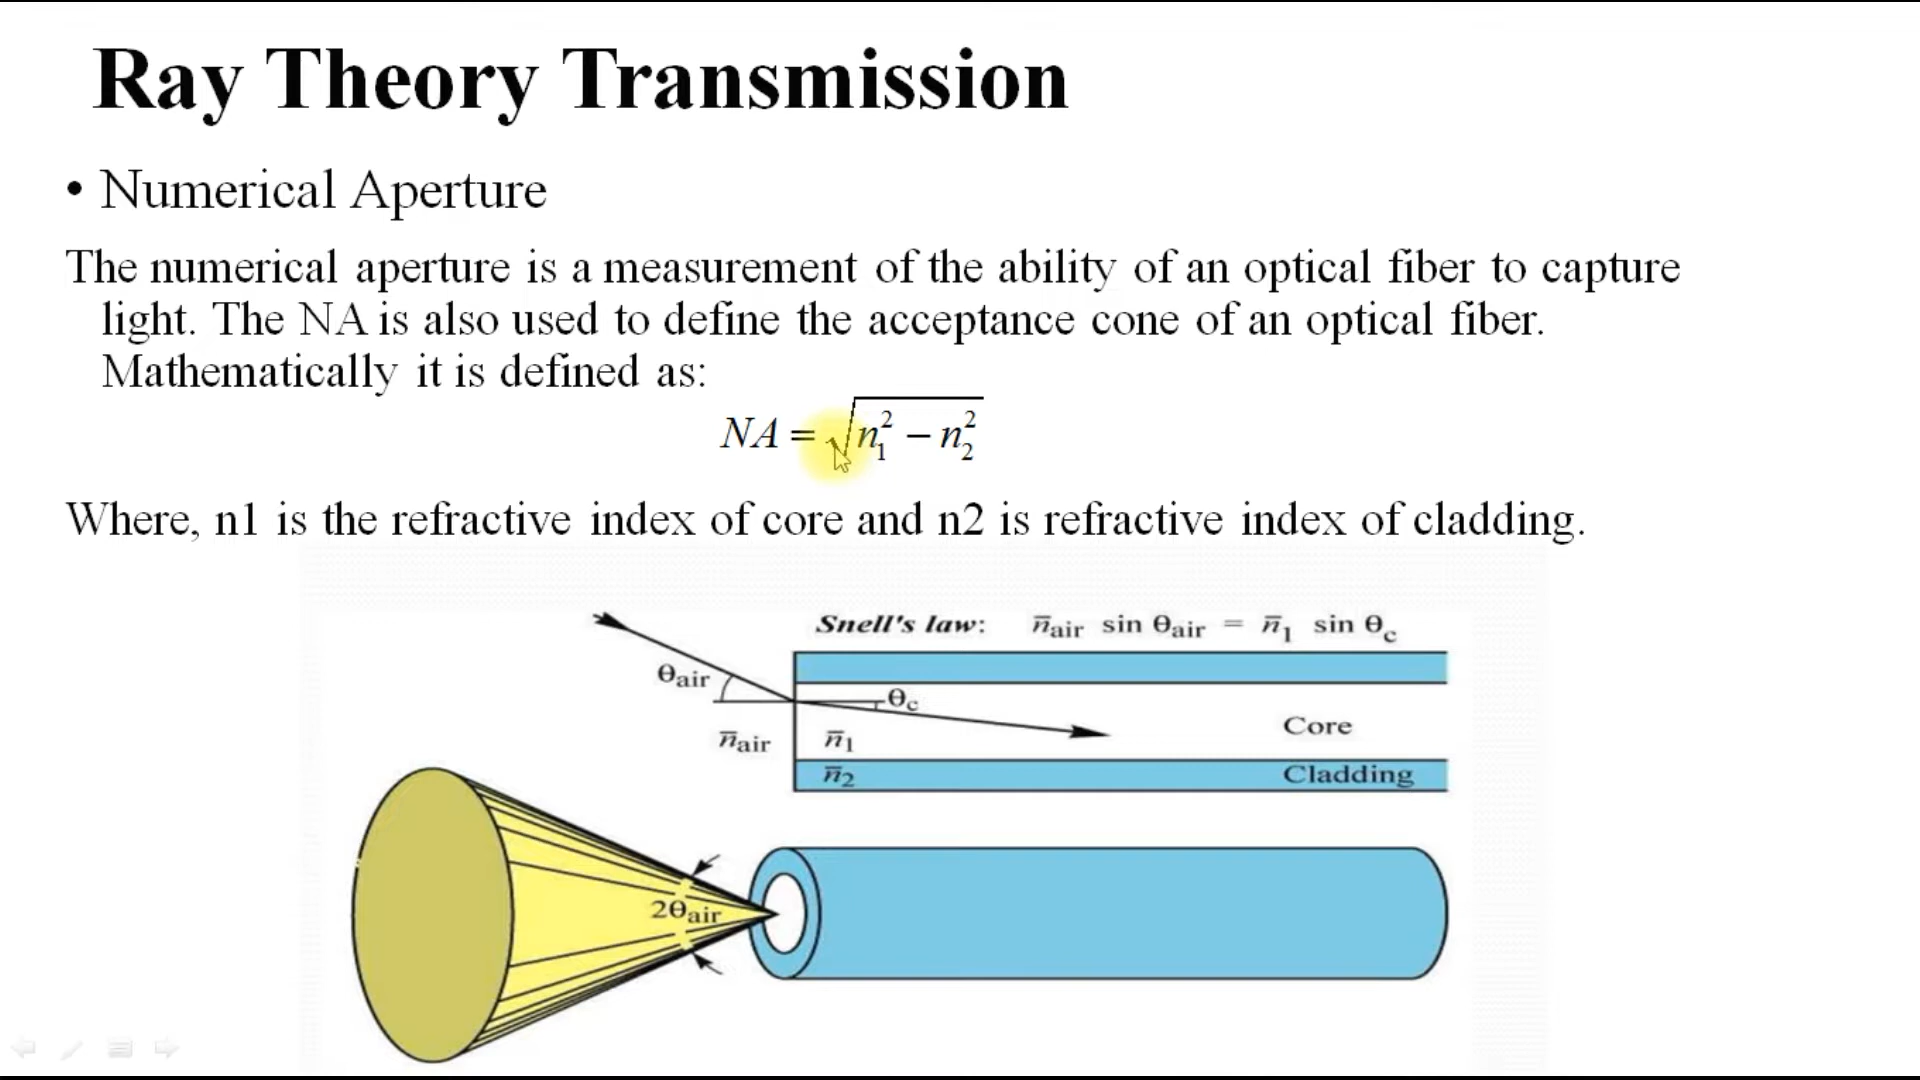 Ray Theory Transmission
• Numerical Aperture
The numerical aperture is a measurement of the ability of an optical fiber to capture
light. The NA is also used to define the acceptance cone of an optical fiber.
Mathematically it is defined as:
NA = √(n₁² − n₂²)
Where, n1 is the refractive index of core and n2 is refractive index of cladding.
Snell's law: n̅air sin θair = n̅1 sin θc
θair
θc
n̅air
n̅1
Core
n̅2
Cladding
2θair